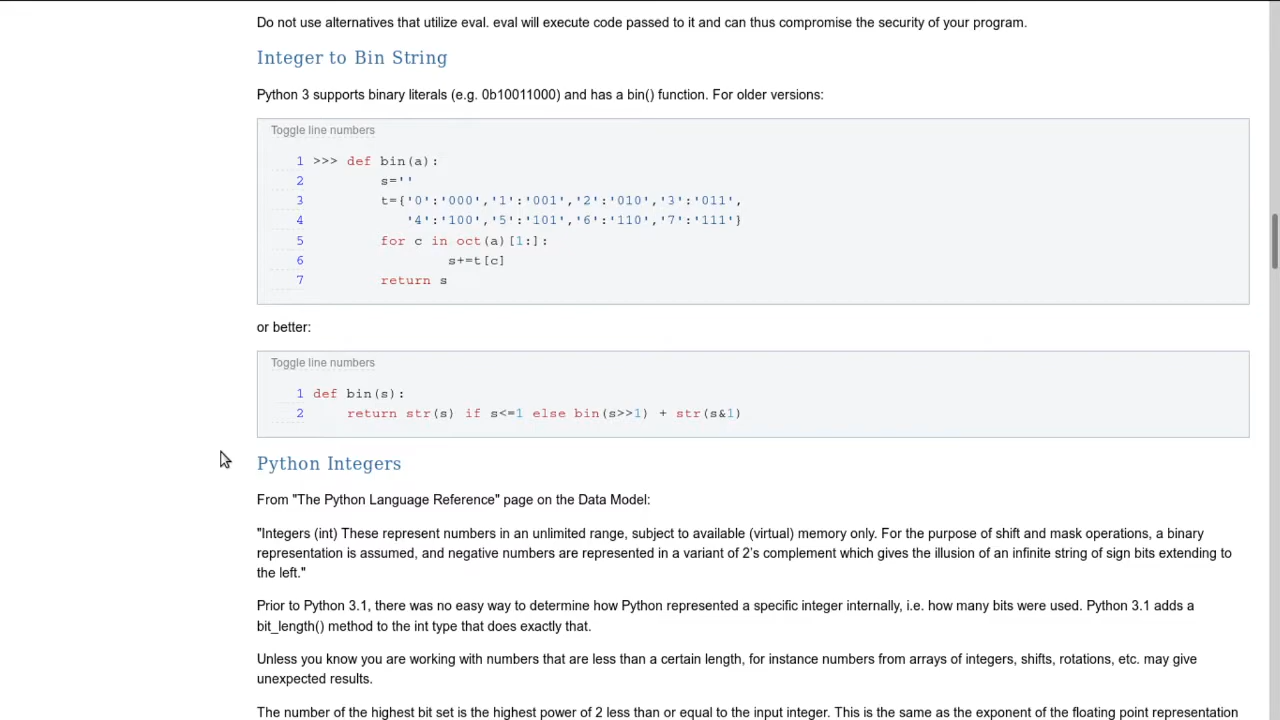 Do not use alternatives that utilize eval. eval will execute code passed to it and can thus compromise the security of your program.
Integer to Bin String
Python 3 supports binary literals (e.g. 0b10011000) and has a bin() function. For older versions:
Toggle line numbers
1 >>> def bin(a):
2         s=''
3         t={'0':'000','1':'001','2':'010','3':'011',
4            '4':'100','5':'101','6':'110','7':'111'}
5         for c in oct(a)[1:]:
6                 s+=t[c]
7         return s
or better:
Toggle line numbers
1 def bin(s):
2     return str(s) if s<=1 else bin(s>>1) + str(s&1)
Python Integers
From "The Python Language Reference" page on the Data Model:
"Integers (int) These represent numbers in an unlimited range, subject to available (virtual) memory only. For the purpose of shift and mask operations, a binary
representation is assumed, and negative numbers are represented in a variant of 2’s complement which gives the illusion of an infinite string of sign bits extending to
the left."
Prior to Python 3.1, there was no easy way to determine how Python represented a specific integer internally, i.e. how many bits were used. Python 3.1 adds a
bit_length() method to the int type that does exactly that.
Unless you know you are working with numbers that are less than a certain length, for instance numbers from arrays of integers, shifts, rotations, etc. may give
unexpected results.
The number of the highest bit set is the highest power of 2 less than or equal to the input integer. This is the same as the exponent of the floating point representation